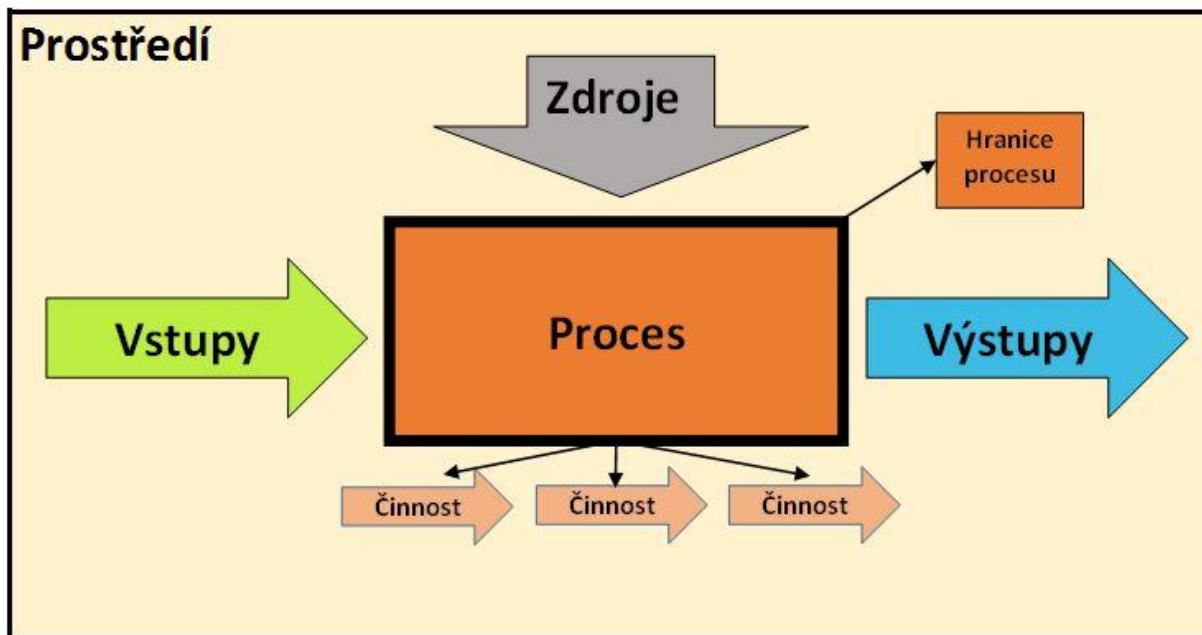 Prostředí
Zdroje
Hranice
procesu
Vstupy
Proces
Výstupy
Činnost
Činnost
Činnost